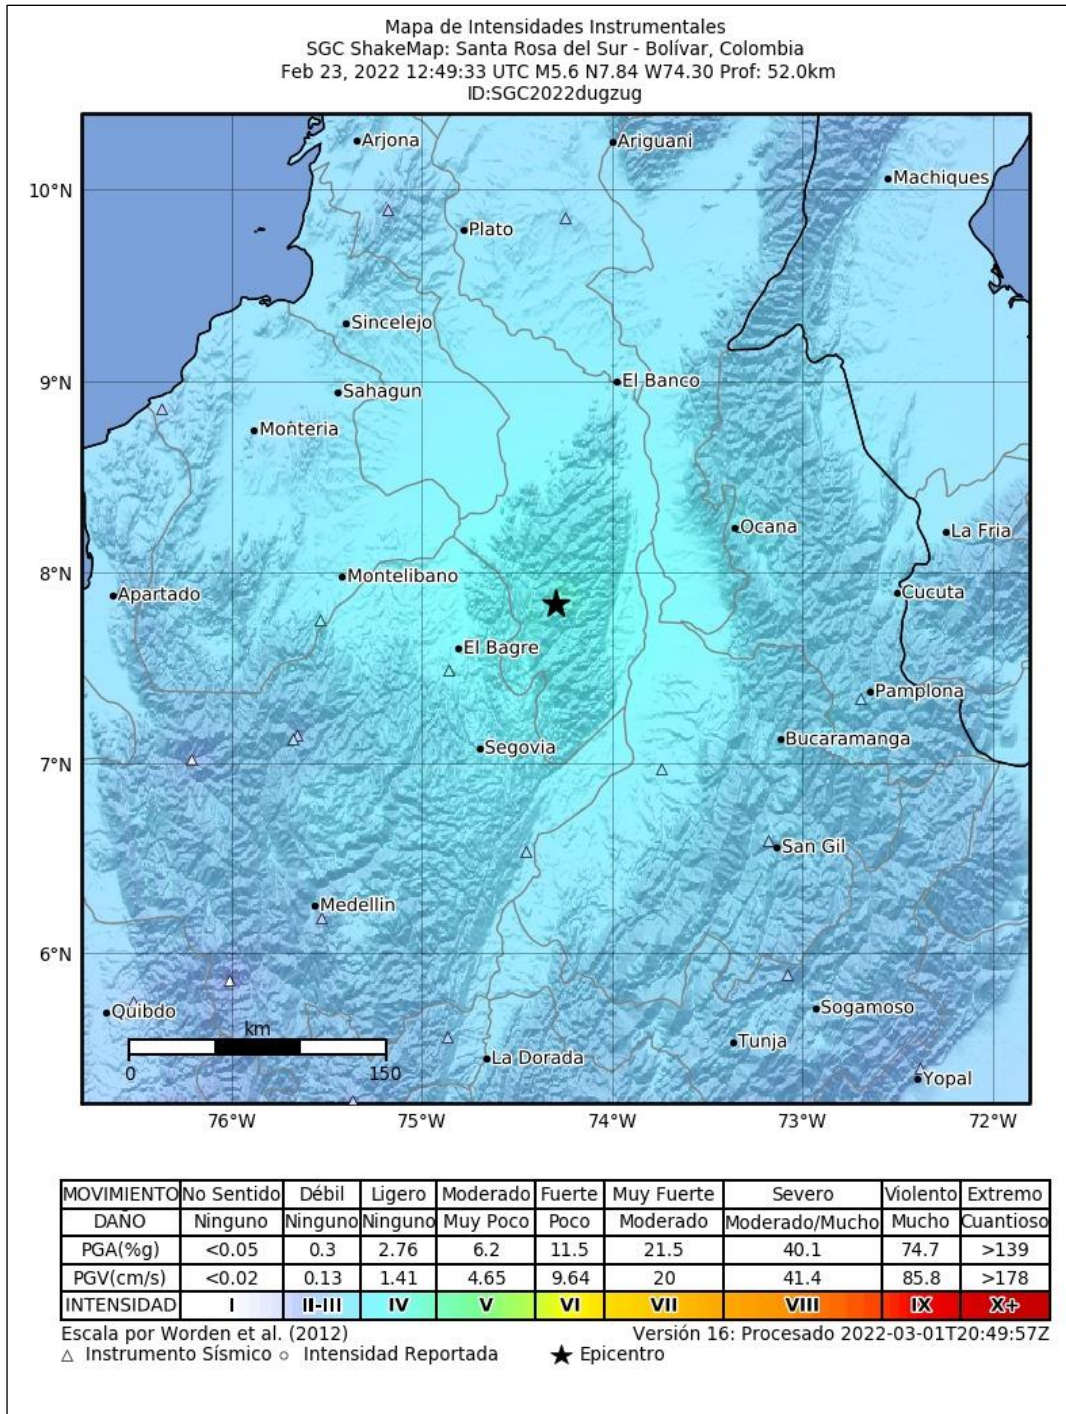 Mapa de Intensidades Instrumentales
SGC ShakeMap: Santa Rosa del Sur - Bolívar, Colombia
Feb 23, 2022 12:49:33 UTC M5.6 N7.84 W74.30 Prof: 52.0km
ID:SGC2022dugzug
Arjona
Ariguani
Machiques
10°N
Plato
Sincelejo
9°N
El Banco
Sahagun
Monteria
Ocana
La Fria
8°N
Montelibano
Apartado
Cucuta
El Bagre
Pamplona
Bucaramanga
Segovia
7°N
San Gil
Medellin
6°N
Quibdo
Sogamoso
km
Tunja
La Dorada
0 150
Yopal
76°W 75°W 74°W 73°W 72°W
MOVIMIENTO No Sentido Débil Ligero Moderado Fuerte Muy Fuerte Severo Violento Extremo
DAÑO Ninguno Ninguno Ninguno Muy Poco Poco Moderado Moderado/Mucho Mucho Cuantioso
PGA(%g) <0.05 0.3 2.76 6.2 11.5 21.5 40.1 74.7 >139
PGV(cm/s) <0.02 0.13 1.41 4.65 9.64 20 41.4 85.8 >178
INTENSIDAD I II-III IV V VI VII VIII IX X+
Escala por Worden et al. (2012) Versión 16: Procesado 2022-03-01T20:49:57Z
△ Instrumento Sísmico ○ Intensidad Reportada ★ Epicentro